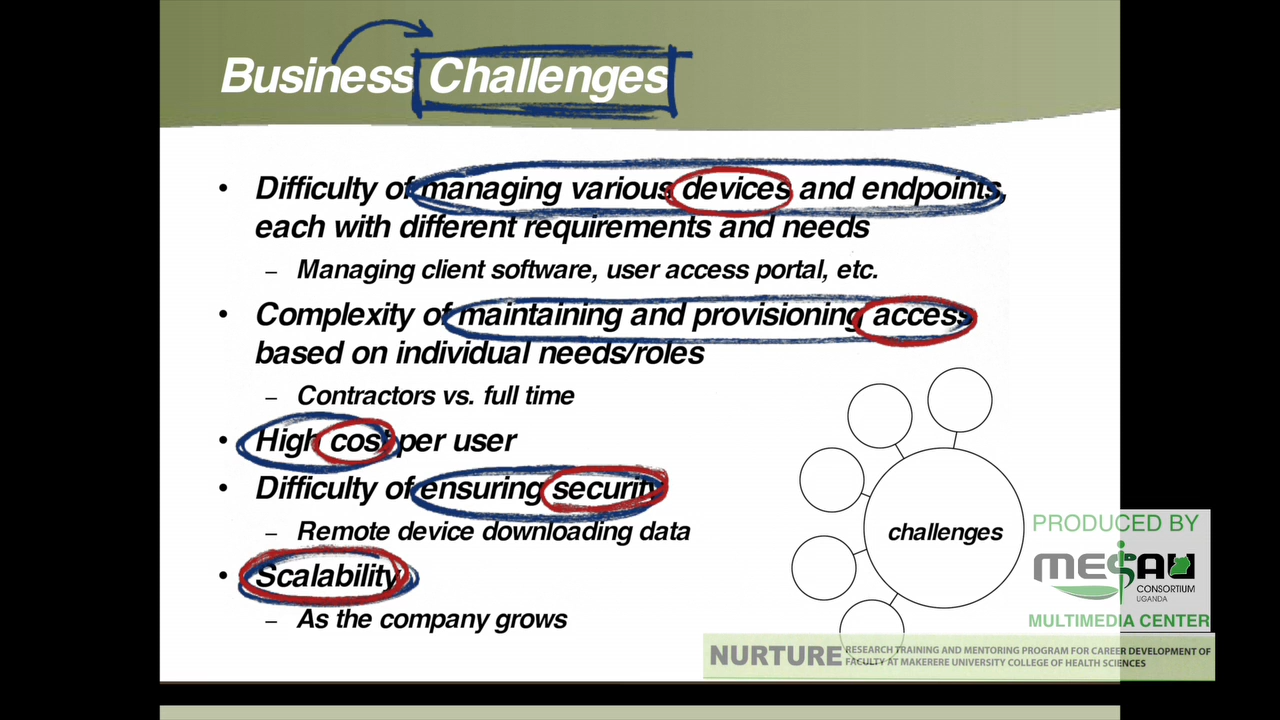 Business Challenges
• Difficulty of managing various devices and endpoints,
each with different requirements and needs
– Managing client software, user access portal, etc.
• Complexity of maintaining and provisioning access
based on individual needs/roles
– Contractors vs. full time
• High cost per user
• Difficulty of ensuring security
– Remote device downloading data
• Scalability
– As the company grows
challenges
PRODUCED BY
MESAU
CONSORTIUM
UGANDA
MULTIMEDIA CENTER
NURTURE
RESEARCH TRAINING AND MENTORING PROGRAM FOR CAREER DEVELOPMENT OF
FACULTY AT MAKERERE UNIVERSITY COLLEGE OF HEALTH SCIENCES